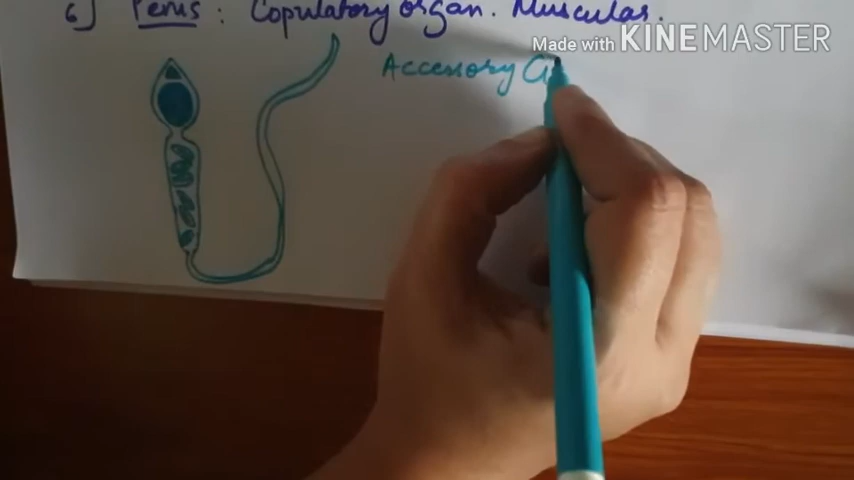 6] Penis : Copulatory organ. Muscular.
Made with KINEMASTER
Accessory G